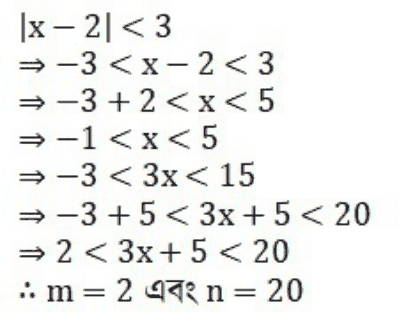 |x − 2| < 3
⇒ −3 < x − 2 < 3
⇒ −3 + 2 < x < 5
⇒ −1 < x < 5
⇒ −3 < 3x < 15
⇒ −3 + 5 < 3x + 5 < 20
⇒ 2 < 3x + 5 < 20
∴ m = 2 এবং n = 20